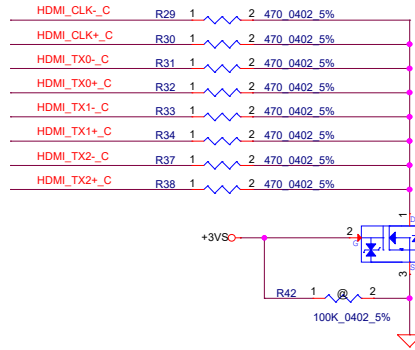 HDMI_CLK-_C R29 1 2 470_0402_5%
HDMI_CLK+_C R30 1 2 470_0402_5%
HDMI_TX0-_C R31 1 2 470_0402_5%
HDMI_TX0+_C R32 1 2 470_0402_5%
HDMI_TX1-_C R33 1 2 470_0402_5%
HDMI_TX1+_C R34 1 2 470_0402_5%
HDMI_TX2-_C R37 1 2 470_0402_5%
HDMI_TX2+_C R38 1 2 470_0402_5%
1 D
+3VS 2 G
S 3
R42 1 @ 2
100K_0402_5%